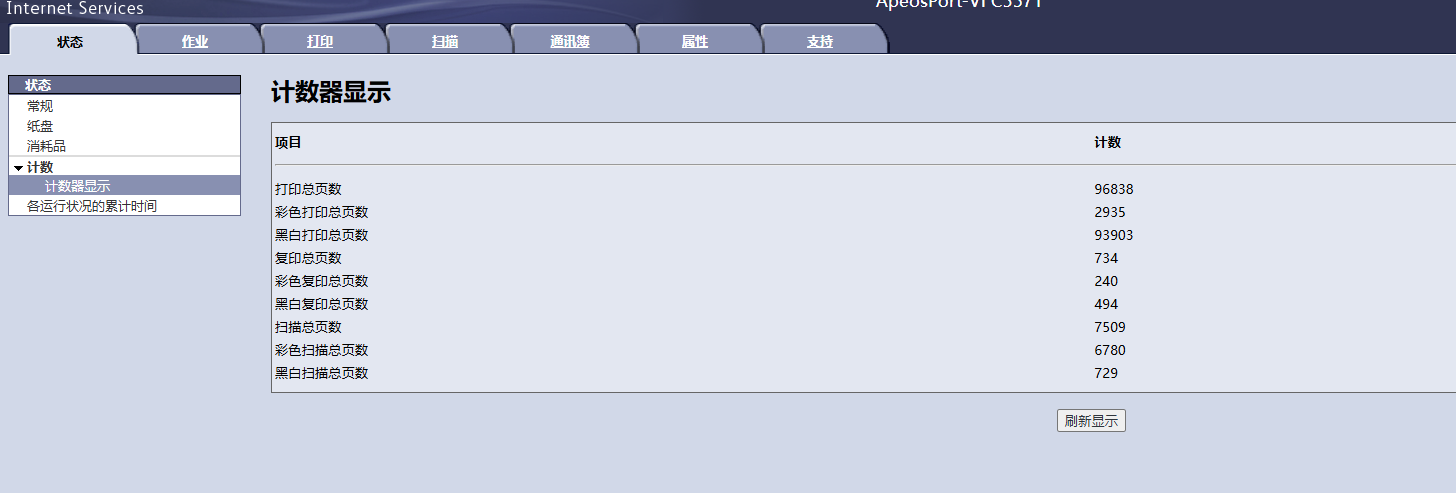 Internet Services
ApeosPort-VI C3371
状态 作业 打印 扫描 通讯簿 属性 支持
状态
常规
纸盘
消耗品
计数
计数器显示
各运行状况的累计时间
计数器显示
项目 计数
打印总页数 96838
彩色打印总页数 2935
黑白打印总页数 93903
复印总页数 734
彩色复印总页数 240
黑白复印总页数 494
扫描总页数 7509
彩色扫描总页数 6780
黑白扫描总页数 729
刷新显示